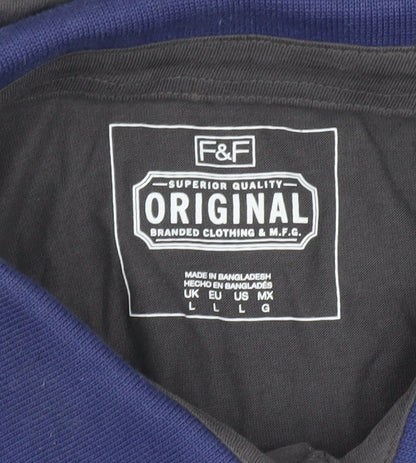 F&F
SUPERIOR QUALITY
ORIGINAL
BRANDED CLOTHING & M.F.G.
MADE IN BANGLADESH
HECHO EN BANGLADÉS
UK EU US MX
L L L G